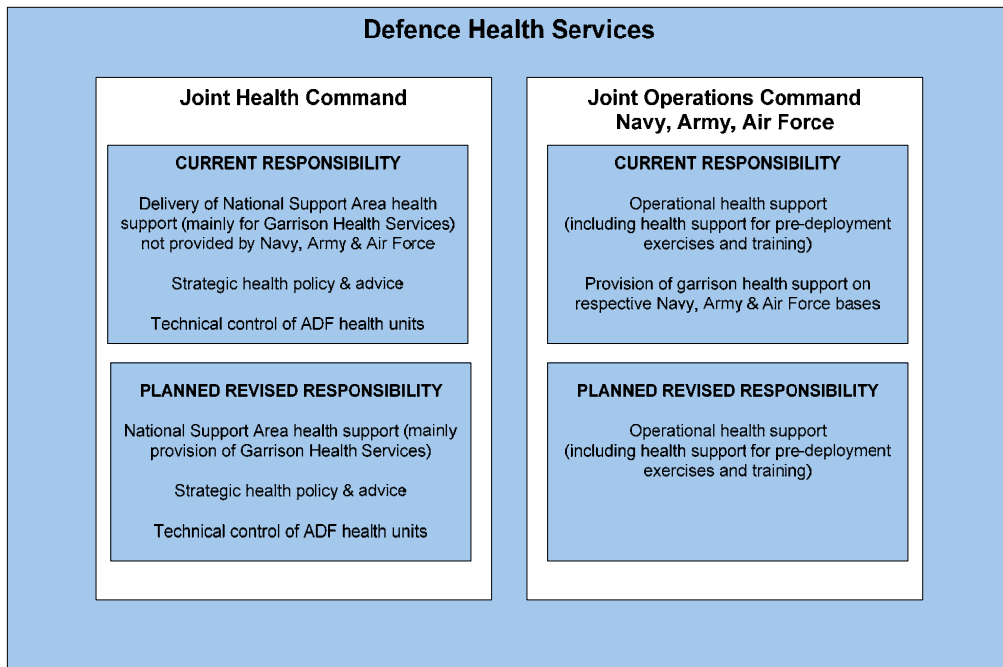 Defence Health Services
Joint Health Command
CURRENT RESPONSIBILITY
Delivery of National Support Area health
support (mainly for Garrison Health Services)
not provided by Navy, Army & Air Force
Strategic health policy & advice
Technical control of ADF health units
PLANNED REVISED RESPONSIBILITY
National Support Area health support (mainly
provision of Garrison Health Services)
Strategic health policy & advice
Technical control of ADF health units
Joint Operations Command
Navy, Army, Air Force
CURRENT RESPONSIBILITY
Operational health support
(including health support for pre-deployment
exercises and training)
Provision of garrison health support on
respective Navy, Army & Air Force bases
PLANNED REVISED RESPONSIBILITY
Operational health support
(including health support for pre-deployment
exercises and training)